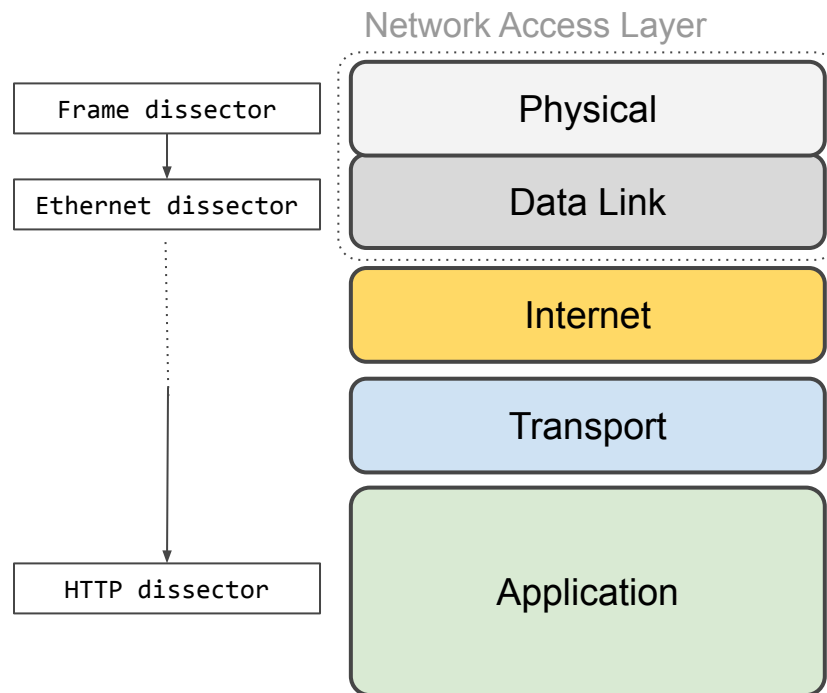 Network Access Layer
Frame dissector
Physical
Ethernet dissector
Data Link
Internet
Transport
HTTP dissector
Application